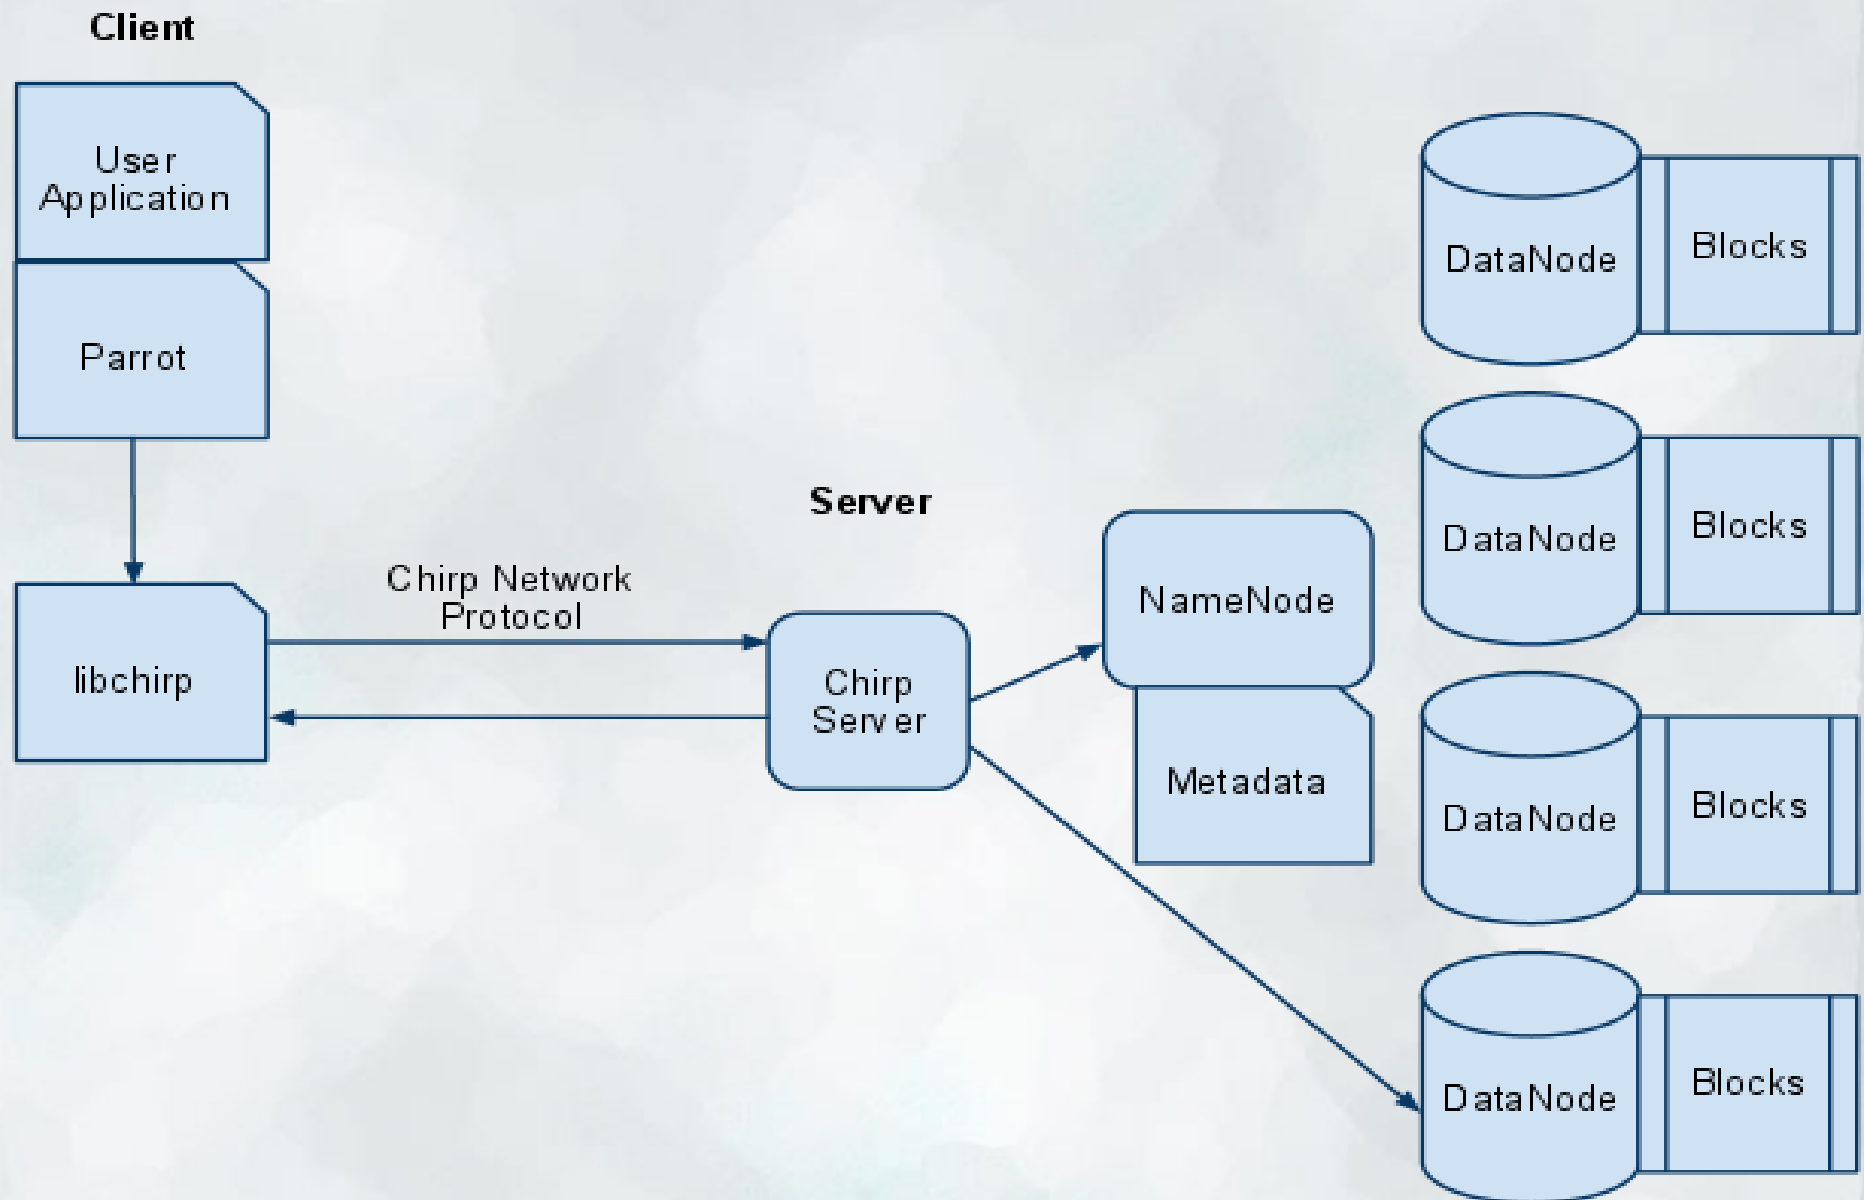 Client
User
Application
Parrot
libchirp
Chirp Network
Protocol
Server
Chirp
Server
NameNode
Metadata
DataNode
Blocks
DataNode
Blocks
DataNode
Blocks
DataNode
Blocks